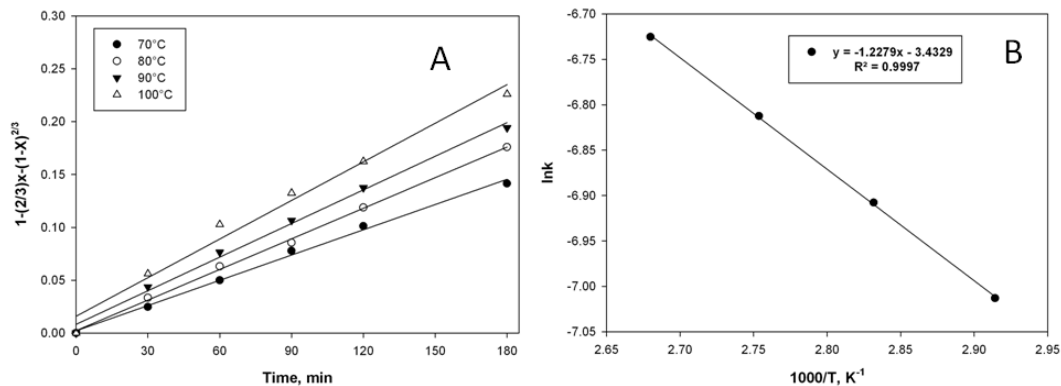 0.30
0.25
0.20
0.15
0.10
0.05
0.00
1-(2/3)x-(1-X)^2/3
70°C
80°C
90°C
100°C
A
0 30 60 90 120 150 180
Time, min
-6.70
-6.75
-6.80
-6.85
-6.90
-6.95
-7.00
-7.05
lnk
y = -1.2279x - 3.4329
R² = 0.9997
B
2.65 2.70 2.75 2.80 2.85 2.90 2.95
1000/T, K⁻¹